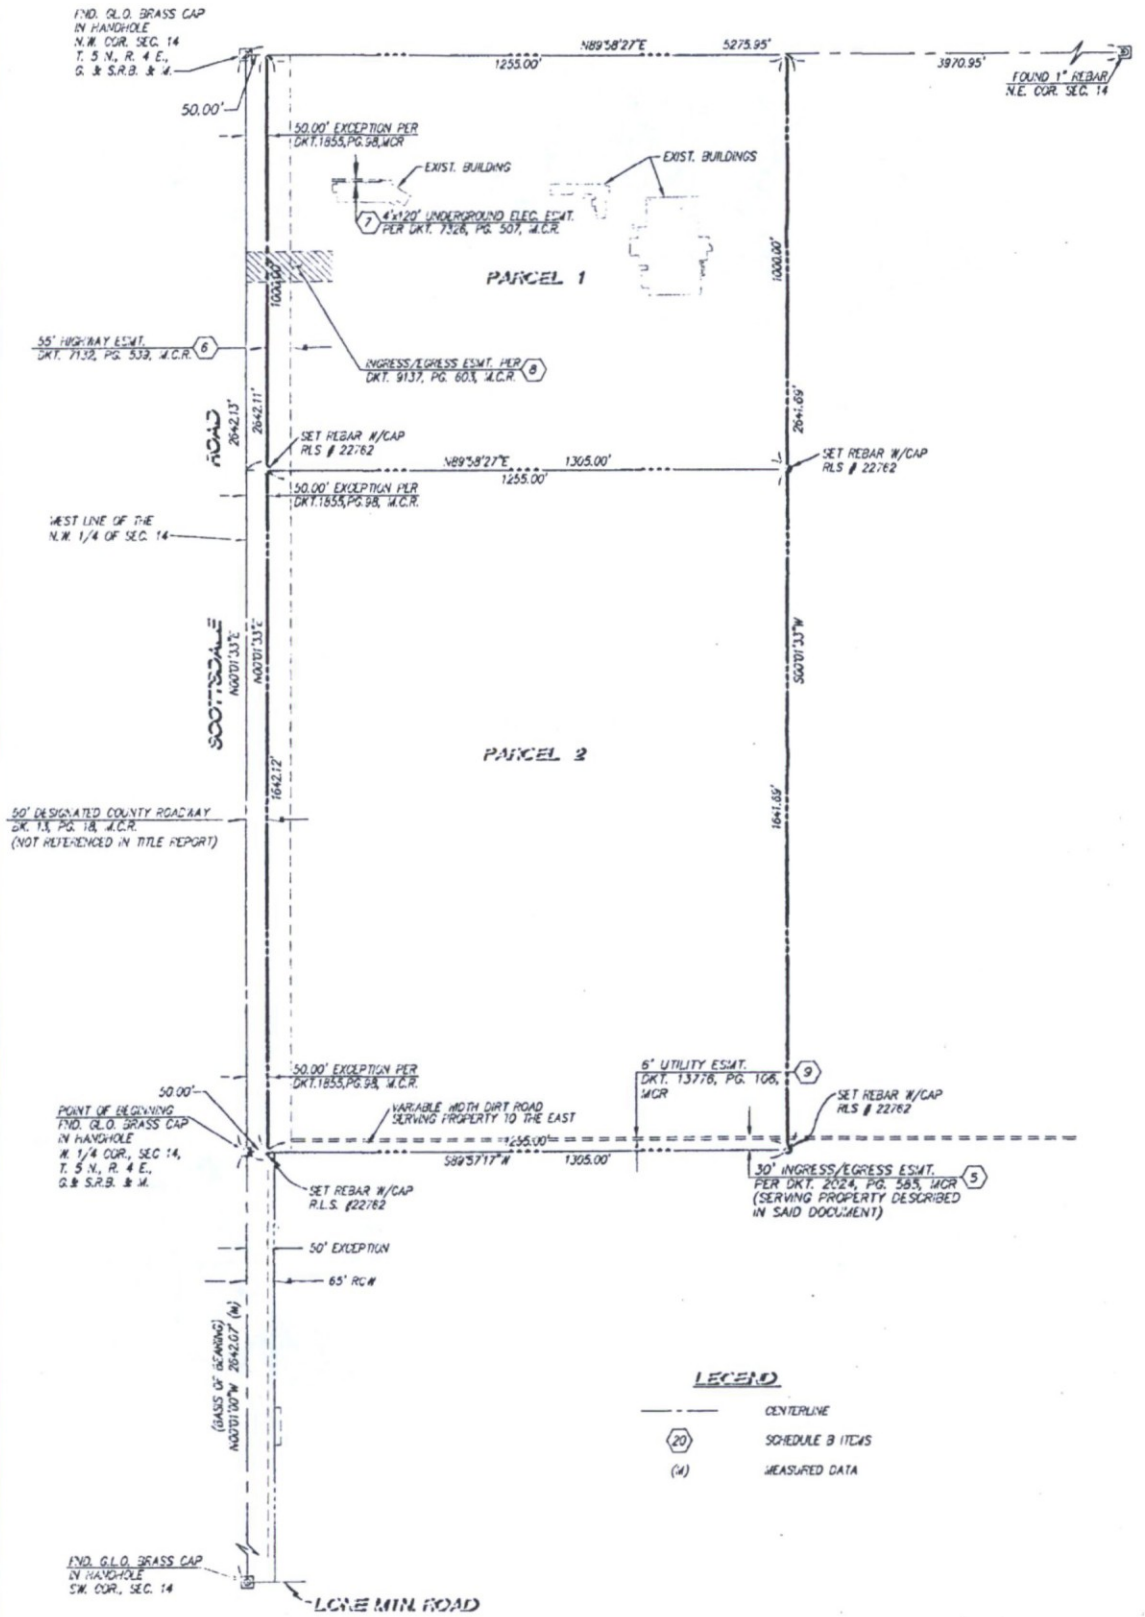 FND. G.L.O. BRASS CAP
IN HANDHOLE
N.W. COR. SEC. 14
T. 5 N., R. 4 E.,
G. & S.R.B. & M.
50.00'
N89°58'27"E 5275.95'
1255.00'
3970.95'
FOUND 1" REBAR
N.E. COR. SEC. 14
50.00' EXCEPTION PER
DKT.1855,PG.98,MCR
EXIST. BUILDING
EXIST. BUILDINGS
7
4'x120' UNDERGROUND ELEC. ESMT.
PER DKT. 7326, PG. 507, M.C.R.
PARCEL 1
1000.00'
1000.00'
55' HIGHWAY ESMT.
DKT. 7132, PG. 539, M.C.R.
6
INGRESS/EGRESS ESMT. PER
DKT. 9137, PG. 603, M.C.R.
8
ROAD
2642.13'
2642.11'
2641.69'
SET REBAR W/CAP
RLS # 22762
SET REBAR W/CAP
RLS # 22762
N89°58'27"E 1305.00'
1255.00'
50.00' EXCEPTION PER
DKT.1855,PG.98, M.C.R.
WEST LINE OF THE
N.W. 1/4 OF SEC. 14
SCOTTSDALE
N00°01'33"E
N00°01'33"E
S00°01'33"W
PARCEL 2
1642.12'
1641.69'
50' DESIGNATED COUNTY ROADWAY
BK. 13, PG. 18, M.C.R.
(NOT REFERENCED IN TITLE REPORT)
50.00' EXCEPTION PER
DKT.1855,PG.98, M.C.R.
6' UTILITY ESMT.
DKT. 13776, PG. 106,
MCR
9
50.00'
VARIABLE WIDTH DIRT ROAD
SERVING PROPERTY TO THE EAST
SET REBAR W/CAP
RLS # 22762
POINT OF BEGINNING
FND. GL.O. BRASS CAP
IN HANDHOLE
W. 1/4 COR., SEC 14,
T. 5 N., R. 4 E.,
G.& S.R.B. & M.
1255.00'
S89°57'17"W 1305.00'
30' INGRESS/EGRESS ESMT.
PER DKT. 2024, PG. 585, MCR
(SERVING PROPERTY DESCRIBED
IN SAID DOCUMENT)
5
SET REBAR W/CAP
R.L.S. #22762
50' EXCEPTION
65' ROW
(BASIS OF BEARING)
N00°01'00"W 2642.07' (M)
LEGEND
CENTERLINE
20 SCHEDULE B ITEMS
(M) MEASURED DATA
FND. G.L.O. BRASS CAP
IN HANDHOLE
SW. COR., SEC. 14
LONE MTN. ROAD